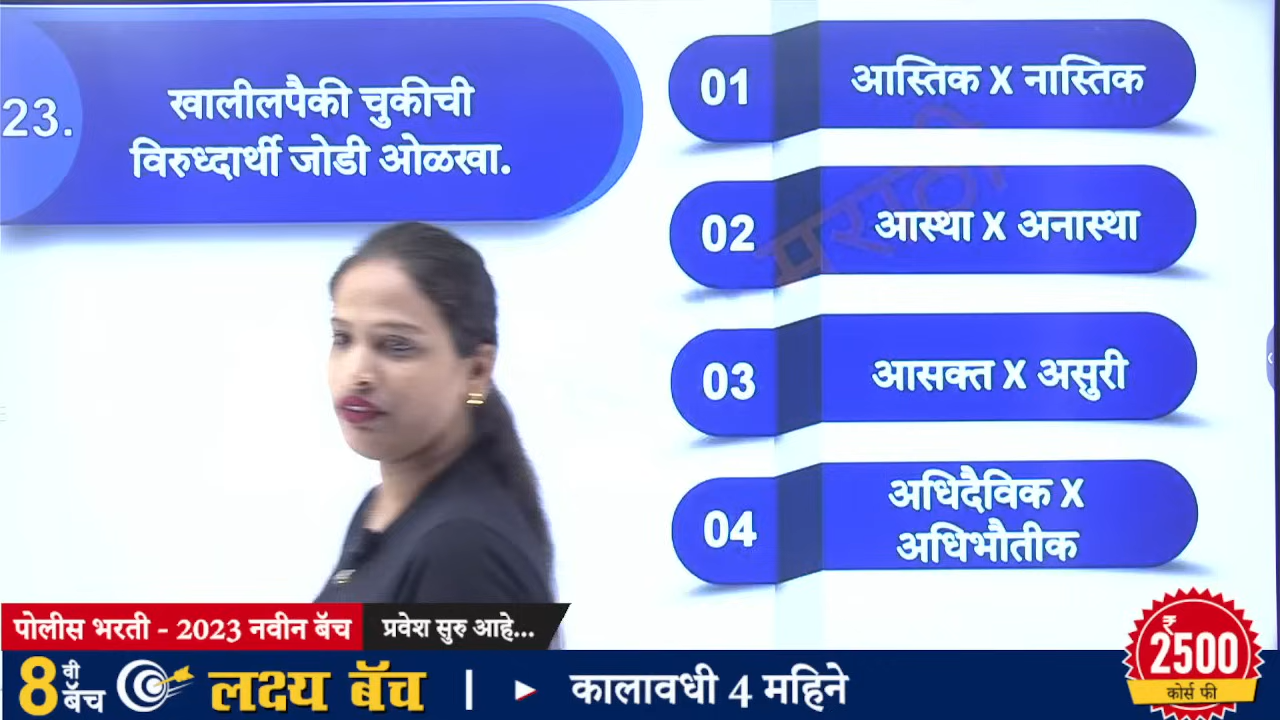 23.
खालीलपैकी चुकीची
विरुध्दार्थी जोडी ओळखा.
01
आस्तिक X नास्तिक
02
आस्था X अनास्था
03
आसक्त X असुरी
04
अधिदैविक X
अधिभौतीक
मराठी
पोलीस भरती - 2023 नवीन बॅच
प्रवेश सुरु आहे...
8 वी बॅच
लक्ष्य बॅच
|
कालावधी 4 महिने
₹
2500
कोर्स फी